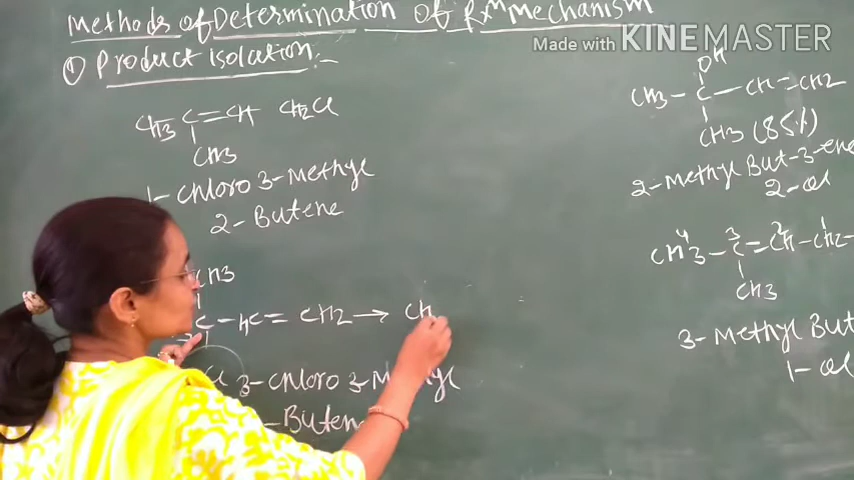 Methods of Determination of Rxn Mechanism
Made with KINEMASTER
① Product isolation :-
CH3 C=CH CH2Cl
CH3
1-Chloro 3-Methyl
2-Butene
CH3
C-HC=CH2 → CH
Cl 3-Chloro 3-Methyl
-Buten
OH
CH3-C-CH=CH2
CH3 (85%)
2-Methyl But-3-ene
2-ol
4 3 2 1
CH3-C=CH-CH2-
CH3
3-Methyl But
1-ol